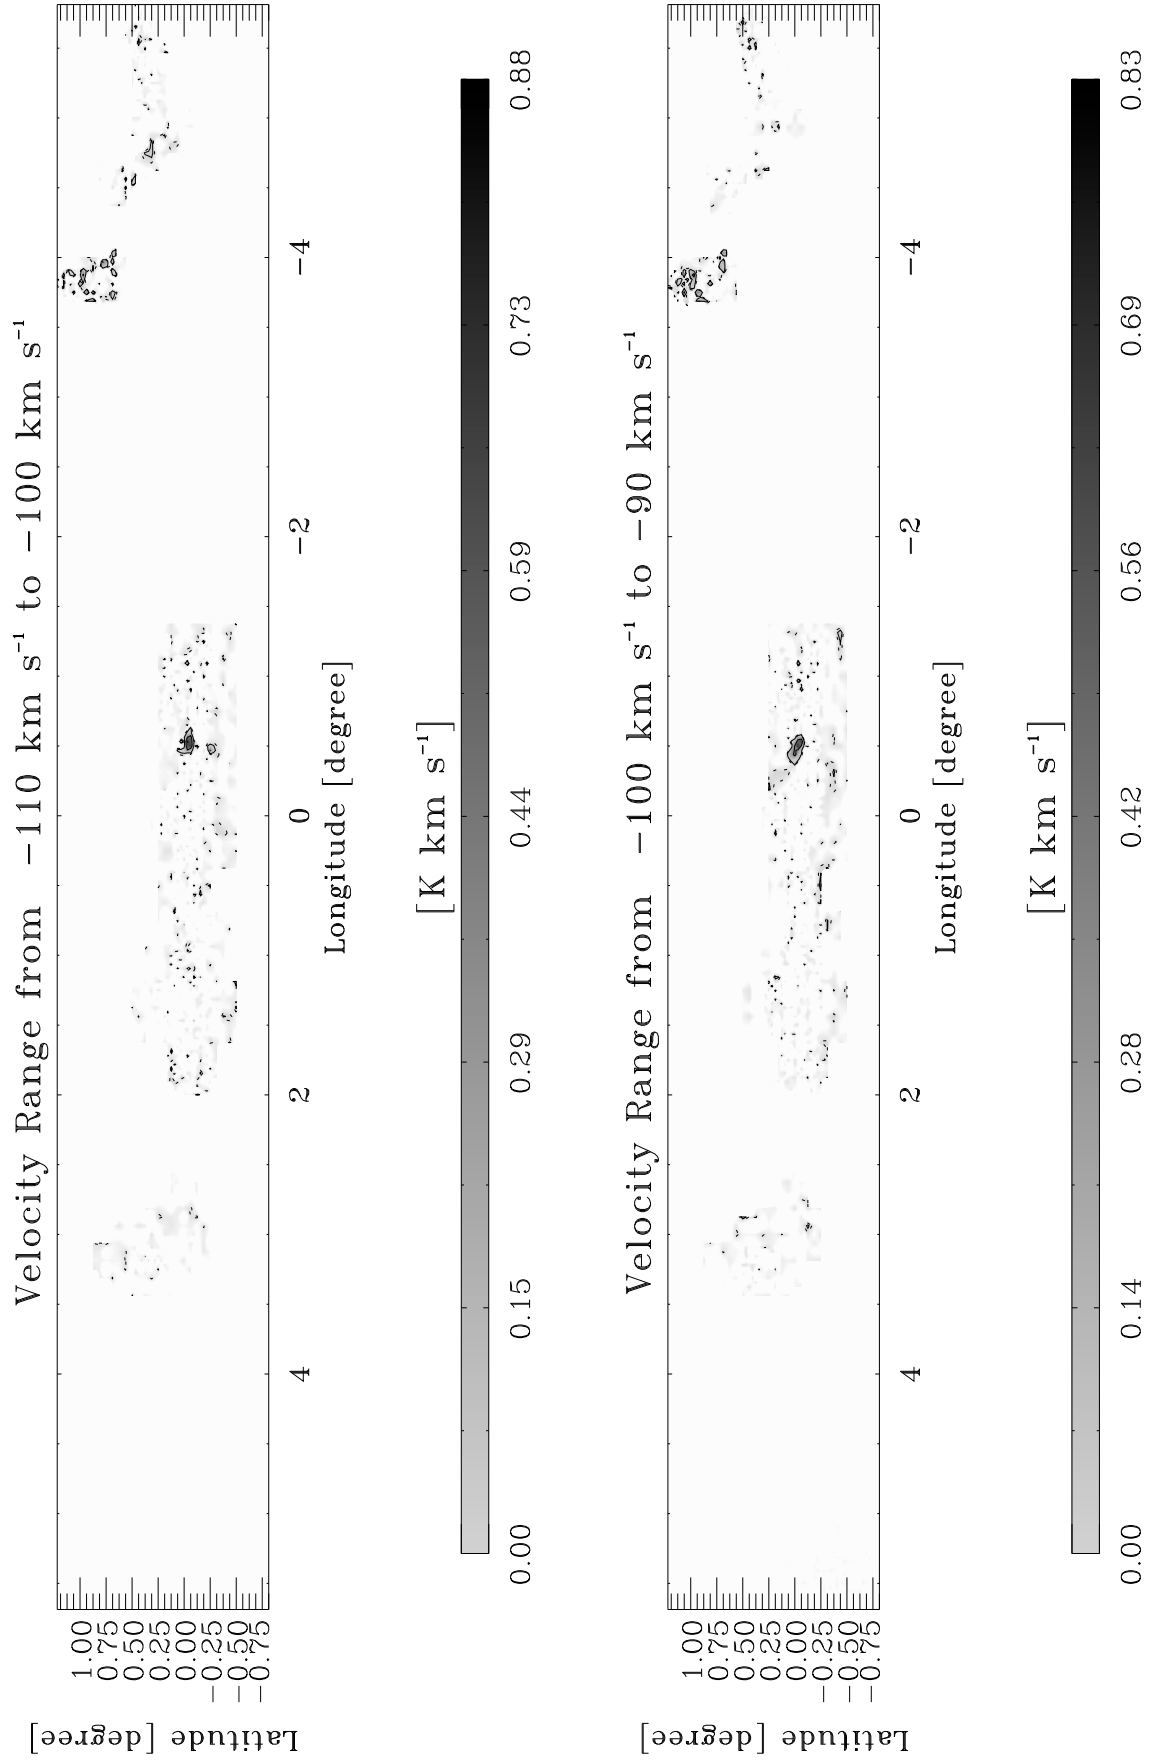 Velocity Range from −110 km s−1 to −100 km s−1
Latitude [degree]
1.00
0.75
0.50
0.25
0.00
−0.25
−0.50
−0.75
4 2 0 −2 −4
Longitude [degree]
[K km s−1]
0.00 0.15 0.29 0.44 0.59 0.73 0.88
Velocity Range from −100 km s−1 to −90 km s−1
Latitude [degree]
1.00
0.75
0.50
0.25
0.00
−0.25
−0.50
−0.75
4 2 0 −2 −4
Longitude [degree]
[K km s−1]
0.00 0.14 0.28 0.42 0.56 0.69 0.83